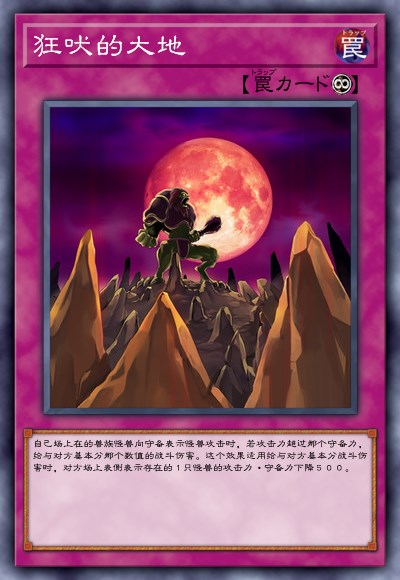 狂吠的大地
トラップ
罠
トラップ
【罠カード】
自己场上存在的兽族怪兽向守备表示怪兽攻击时，若攻击力超过那个守备力，
给与对方基本分那个数值的战斗伤害。这个效果适用给与对方基本分战斗伤
害时，对方场上表侧表示存在的１只怪兽的攻击力・守备力下降５００。